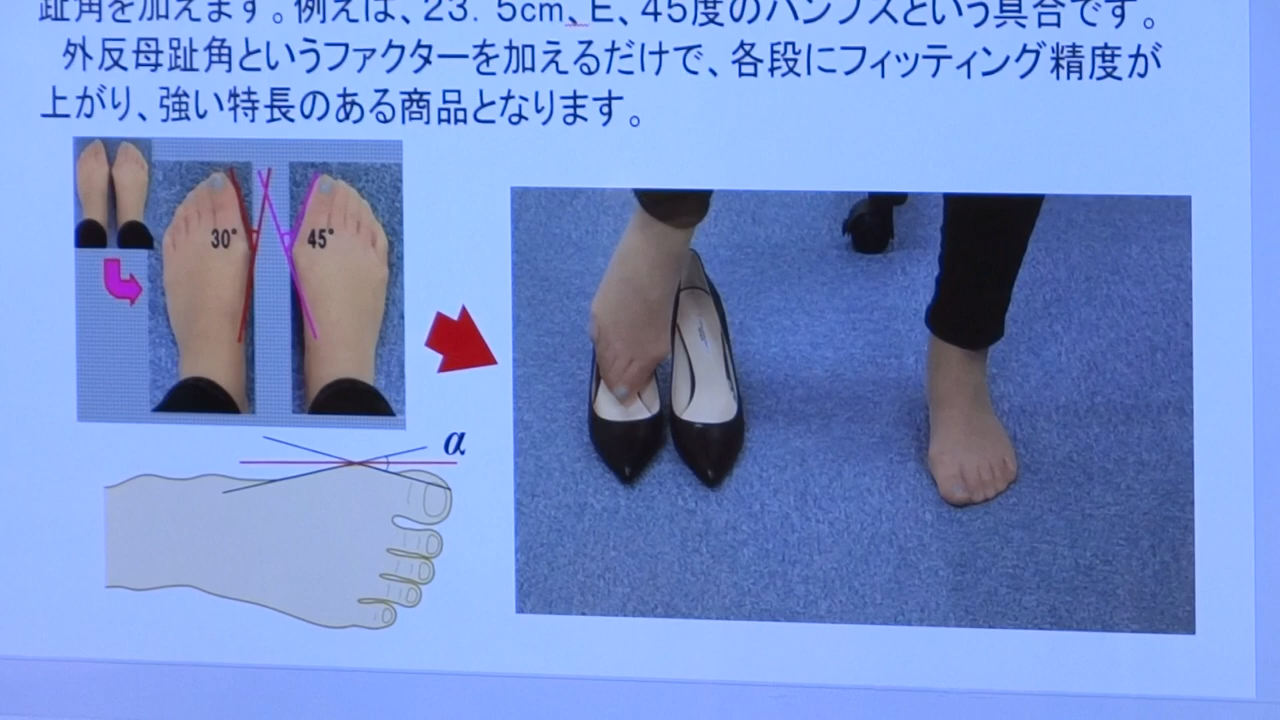 趾角を加えます。例えば、23．5cm、E、45度のパンプスという具合です。
外反母趾角というファクターを加えるだけで、各段にフィッティング精度が
上がり、強い特長のある商品となります。
30°
45°
α